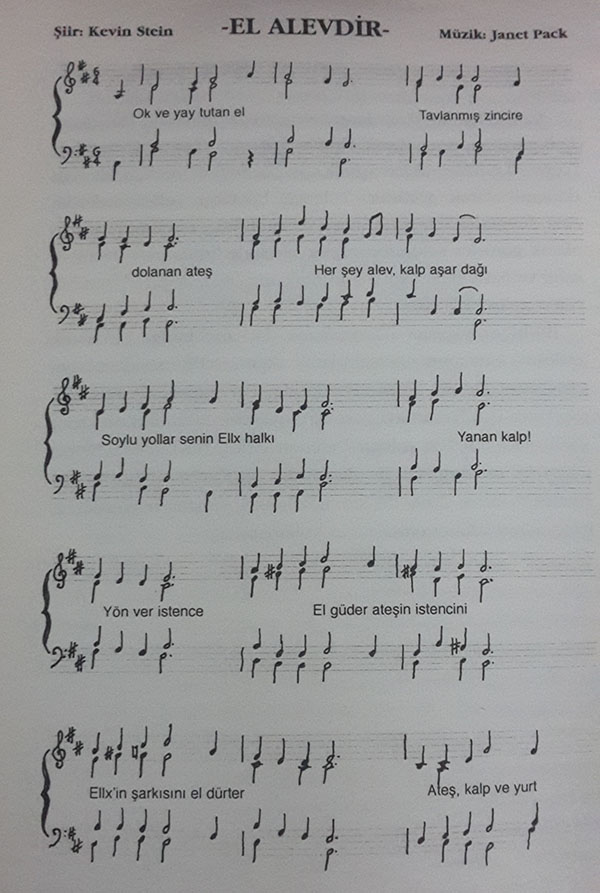 Şiir: Kevin Stein -EL ALEVDİR- Müzik: Janet Pack
Ok ve yay tutan el Tavlanmış zincire
dolanan ateş Her şey alev, kalp aşar dağı
Soylu yollar senin Ellx halkı Yanan kalp!
Yön ver istence El güder ateşin istencini
Ellx'in şarkısını el dürter Ateş, kalp ve yurt